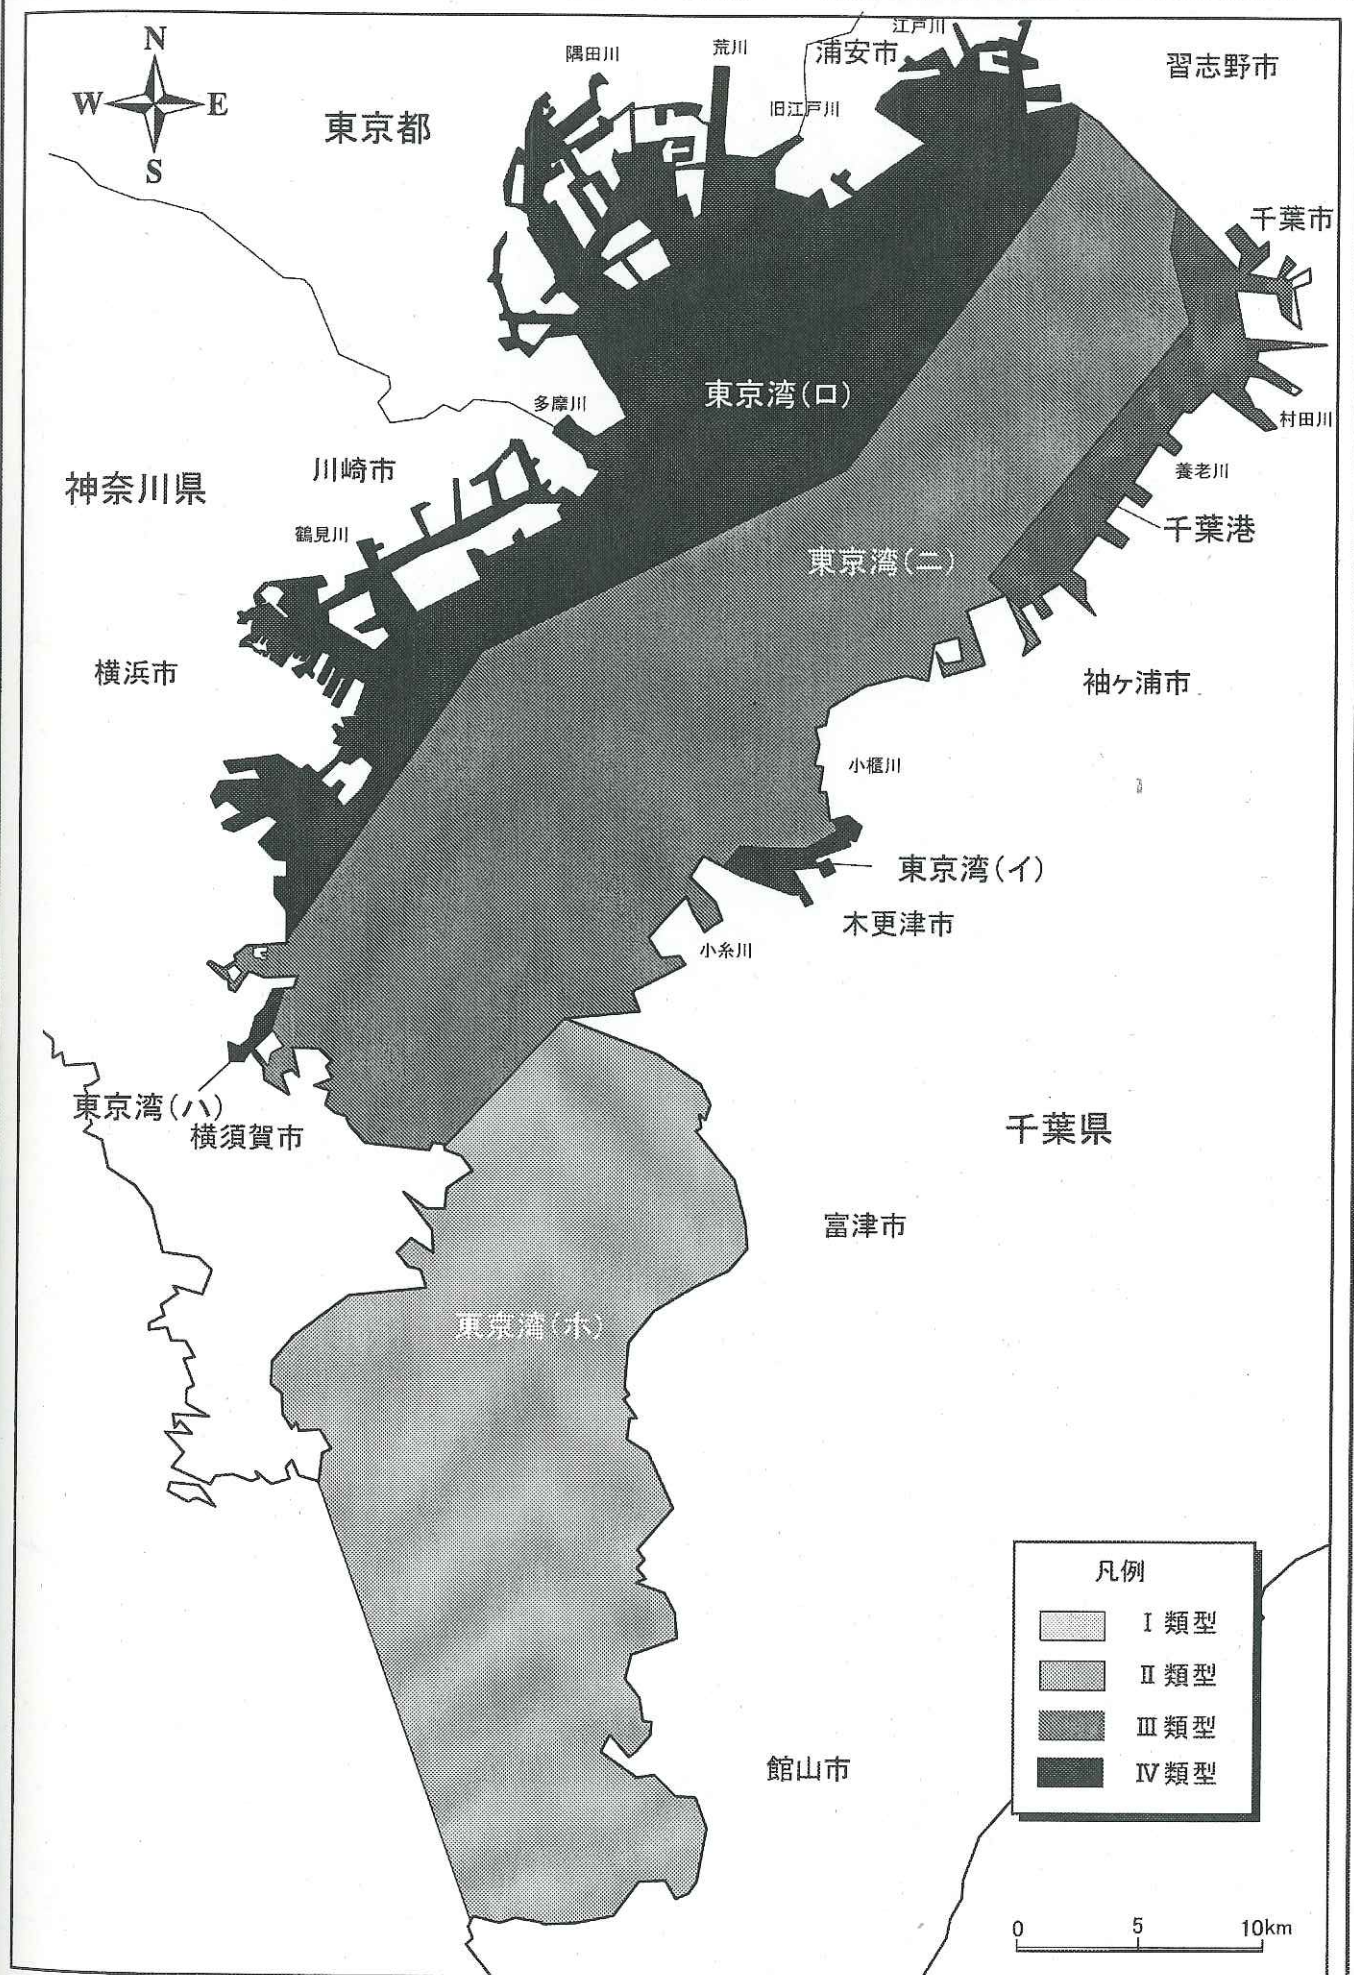 N
W E
S
隅田川
荒川
浦安市
江戸川
習志野市
旧江戸川
東京都
千葉市
東京湾(ロ)
多摩川
村田川
川崎市
養老川
神奈川県
鶴見川
千葉港
東京湾(ニ)
横浜市
袖ヶ浦市
小櫃川
東京湾(イ)
木更津市
小糸川
東京湾(ハ)
横須賀市
千葉県
富津市
東京湾(ホ)
凡例
Ⅰ類型
Ⅱ類型
Ⅲ類型
Ⅳ類型
館山市
0 5 10km